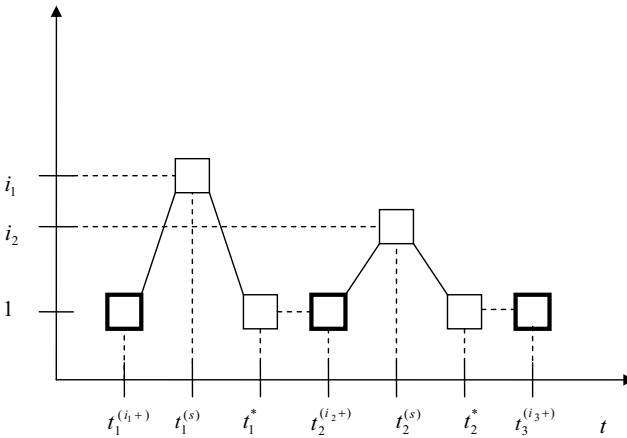 i₁
i₂
1
t₁^(i₁+) t₁^(s) t₁^* t₂^(i₂+) t₂^(s) t₂^* t₃^(i₃+) t